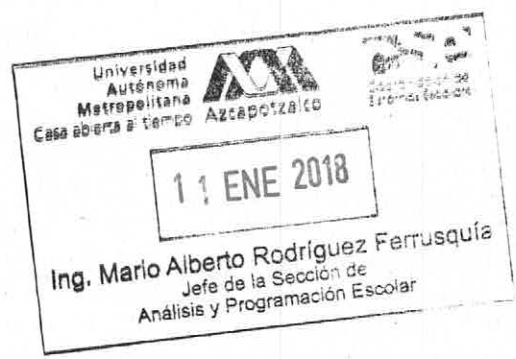 Universidad
Autónoma
Metropolitana
Casa abierta al tiempo Azcapotzalco
11 ENE 2018
Ing. Mario Alberto Rodríguez Ferrusquía
Jefe de la Sección de
Análisis y Programación Escolar